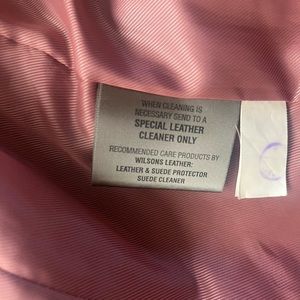 WHEN CLEANING IS
NECESSARY SEND TO A
SPECIAL LEATHER
CLEANER ONLY
RECOMMENDED CARE PRODUCTS BY
WILSONS LEATHER:
LEATHER & SUEDE PROTECTOR
SUEDE CLEANER